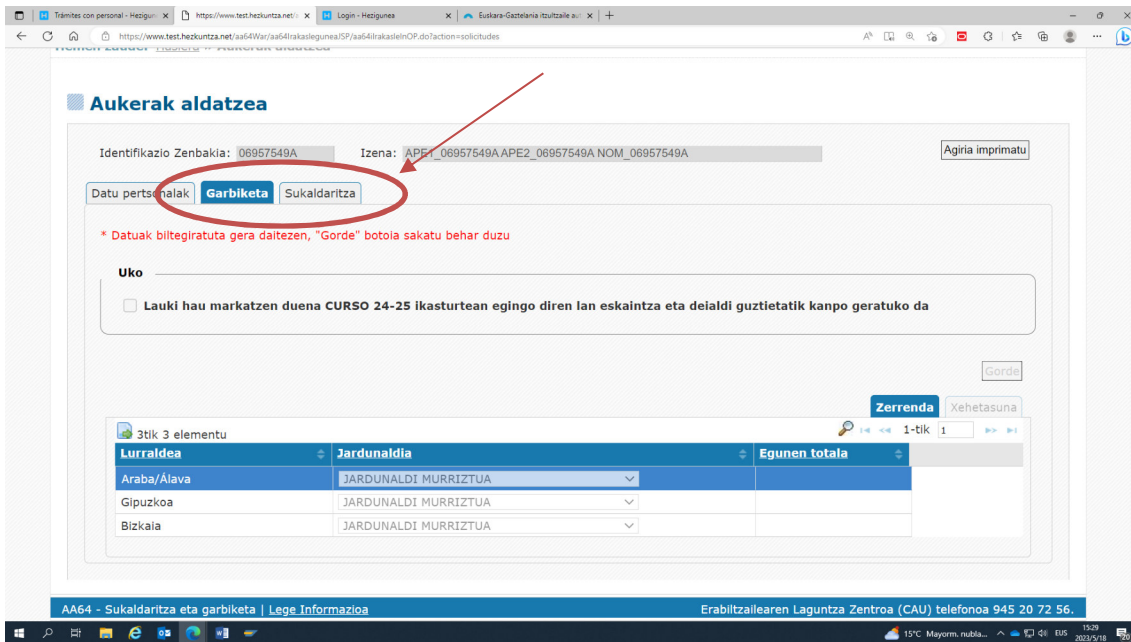 Trámites con personal - Hezigun
https://www.test.hezkuntza.net/
Login - Hezigunea
Euskara-Gaztelania itzultzaile aut
https://www.test.hezkuntza.net/aa64War/aa64IrakasleguneaJSP/aa64IrakasleInOP.do?action=solicitudes
Aukerak aldatzea
Identifikazio Zenbakia: 06957549A Izena: APE1_06957549A APE2_06957549A NOM_06957549A Agiria imprimatu
Datu pertsonalak Garbiketa Sukaldaritza
* Datuak biltegiratuta gera daitezen, "Gorde" botoia sakatu behar duzu
Uko
Lauki hau markatzen duena CURSO 24-25 ikasturtean egingo diren lan eskaintza eta deialdi guztietatik kanpo geratuko da
Gorde
Zerrenda Xehetasuna
3tik 3 elementu 1-tik 1
Lurraldea Jardunaldia Egunen totala
Araba/Álava JARDUNALDI MURRIZTUA
Gipuzkoa JARDUNALDI MURRIZTUA
Bizkaia JARDUNALDI MURRIZTUA
AA64 - Sukaldaritza eta garbiketa | Lege Informazioa Erabiltzailearen Laguntza Zentroa (CAU) telefonoa 945 20 72 56.
15°C Mayorm. nubla... EUS 15:29
2023/5/18